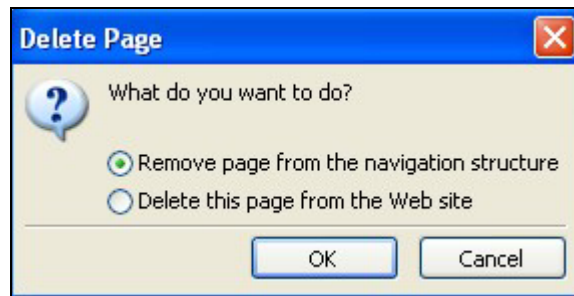 Delete Page
What do you want to do?
Remove page from the navigation structure
Delete this page from the Web site
OK
Cancel